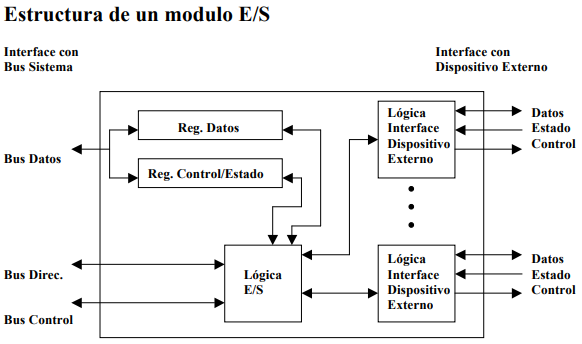 Estructura de un modulo E/S
Interface con
Bus Sistema
Interface con
Dispositivo Externo
Reg. Datos
Reg. Control/Estado
Bus Datos
Bus Direc.
Bus Control
Lógica
E/S
Lógica
Interface
Dispositivo
Externo
Datos
Estado
Control
Lógica
Interface
Dispositivo
Externo
Datos
Estado
Control